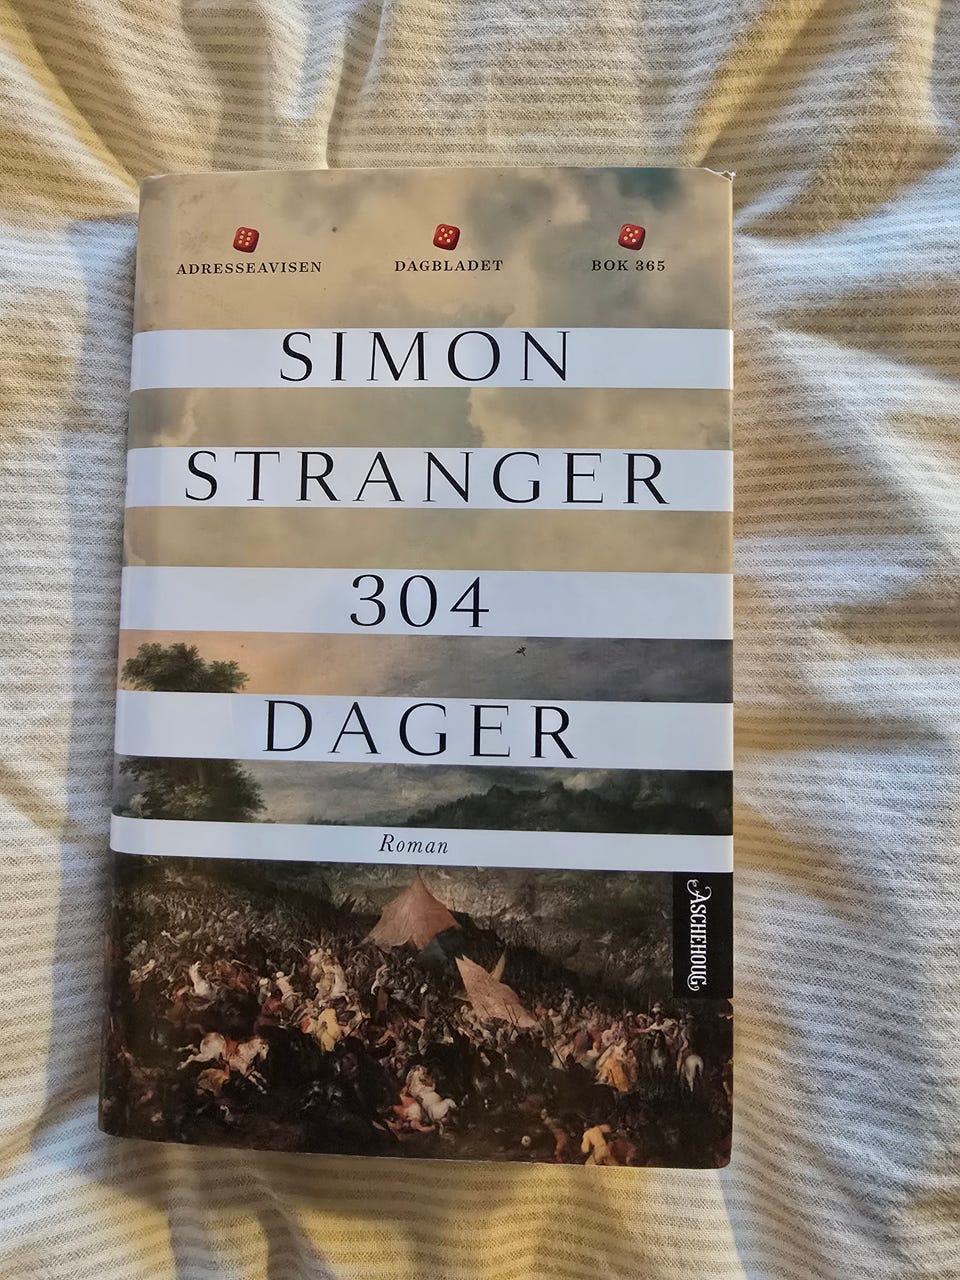 ADRESSEAVISEN
DAGBLADET
BOK 365
SIMON
STRANGER
304
DAGER
Roman
ASCHEHOUG